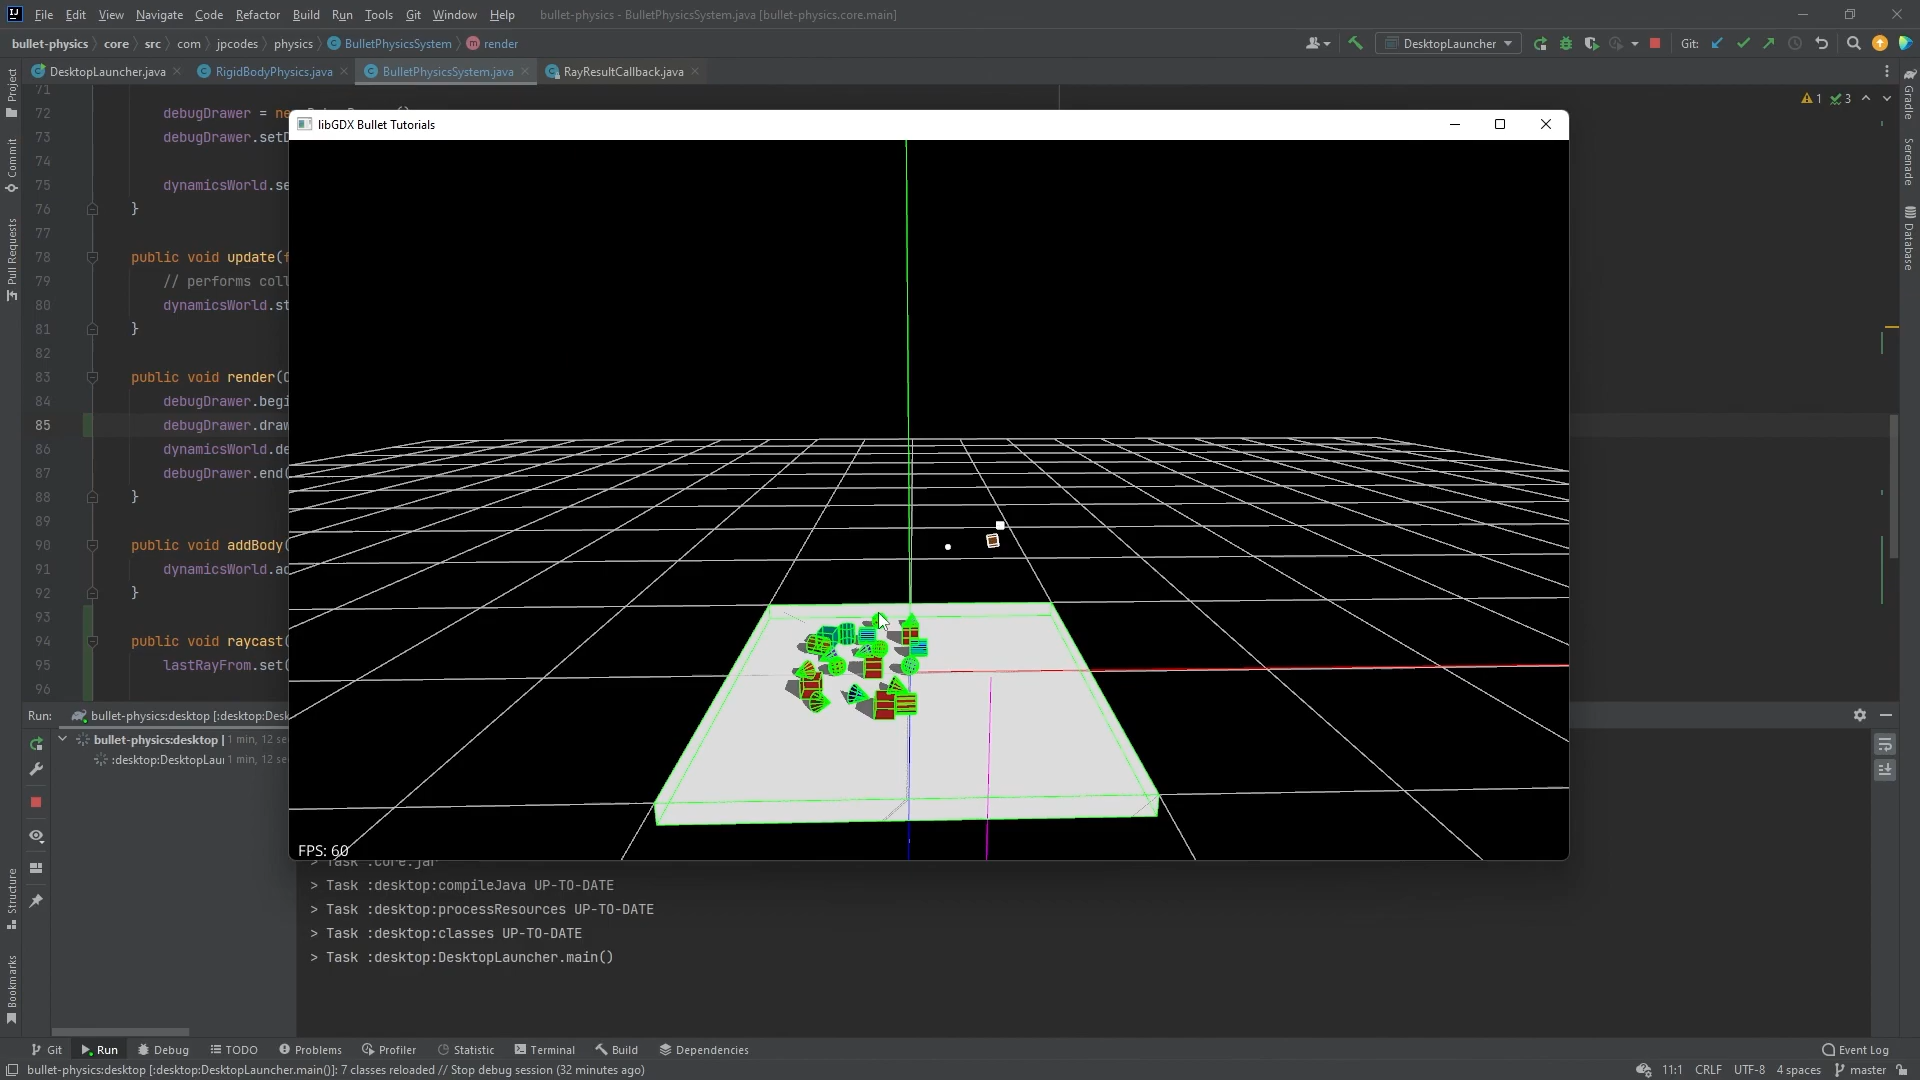 File Edit View Navigate Code Refactor Build Run Tools Git Window Help bullet-physics - BulletPhysicsSystem.java [bullet-physics.core.main]
bullet-physics core src com jpcodes physics BulletPhysicsSystem render DesktopLauncher Git:
DesktopLauncher.java RigidBodyPhysics.java BulletPhysicsSystem.java RayResultCallback.java
Project
Commit
Pull Requests
Structure
Bookmarks
Gradle
Serenade
Database
1 3
libGDX Bullet Tutorials
71
72 debugDrawer =
73 debugDrawer.
74
75 dynamicsWorld.se
76 }
77
78 public void update(
79 // performs coll
80 dynamicsWorld.st
81 }
82
83 public void render(
84 debugDrawer.begi
85 debugDrawer.draw
86 dynamicsWorld.de
87 debugDrawer.end(
88 }
89
90 public void addBody(
91 dynamicsWorld.ad
92 }
93
94 public void raycast(
95 lastRayFrom.set(
96
FPS: 60
Run: bullet-physics:desktop [:desktop:Desk
bullet-physics:desktop 1 min, 12 se
:desktop:DesktopLau 1 min, 12 se
> Task :core:jar
> Task :desktop:compileJava UP-TO-DATE
> Task :desktop:processResources UP-TO-DATE
> Task :desktop:classes UP-TO-DATE
> Task :desktop:DesktopLauncher.main()
Git Run Debug TODO Problems Profiler Statistic Terminal Build Dependencies Event Log
bullet-physics:desktop [:desktop:DesktopLauncher.main()]: 7 classes reloaded // Stop debug session (32 minutes ago) 11:1 CRLF UTF-8 4 spaces master